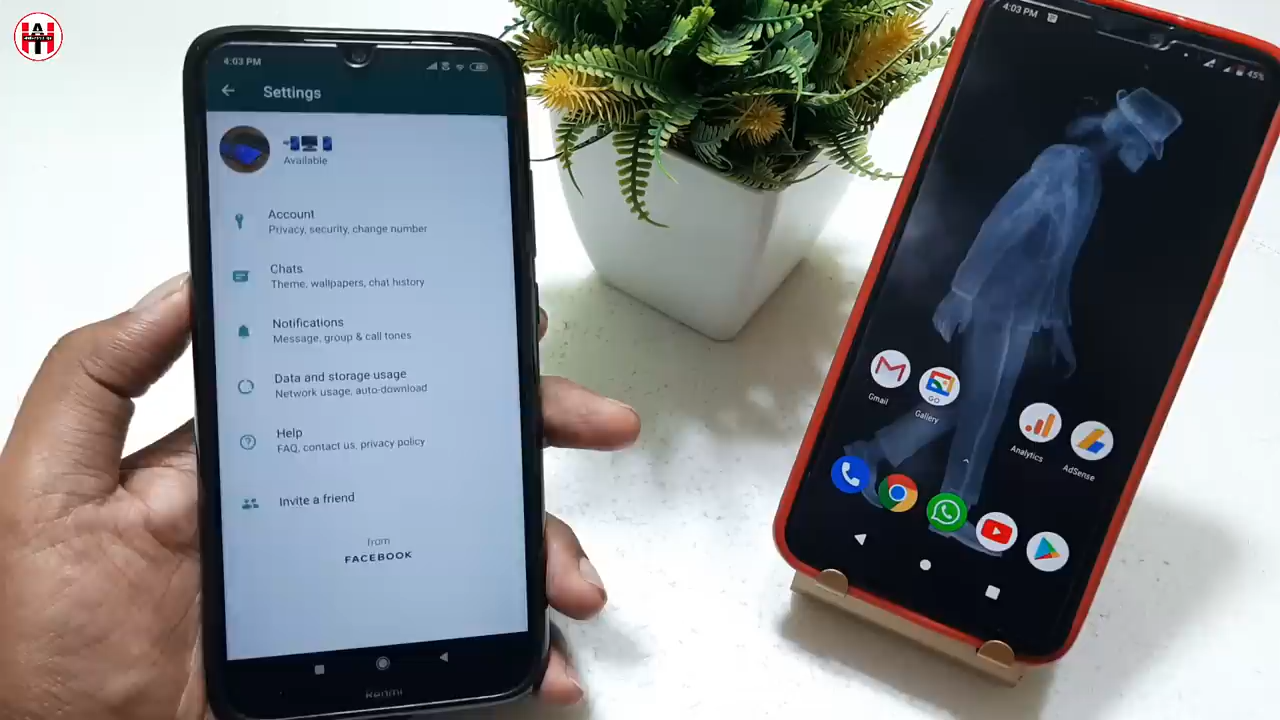 4:03 PM
Settings
Available
Account
Privacy, security, change number
Chats
Theme, wallpapers, chat history
Notifications
Message, group & call tones
Data and storage usage
Network usage, auto-download
Help
FAQ, contact us, privacy policy
Invite a friend
from
FACEBOOK
Redmi
4:03 PM
45%
Gmail
GO
Gallery
Analytics
AdSense